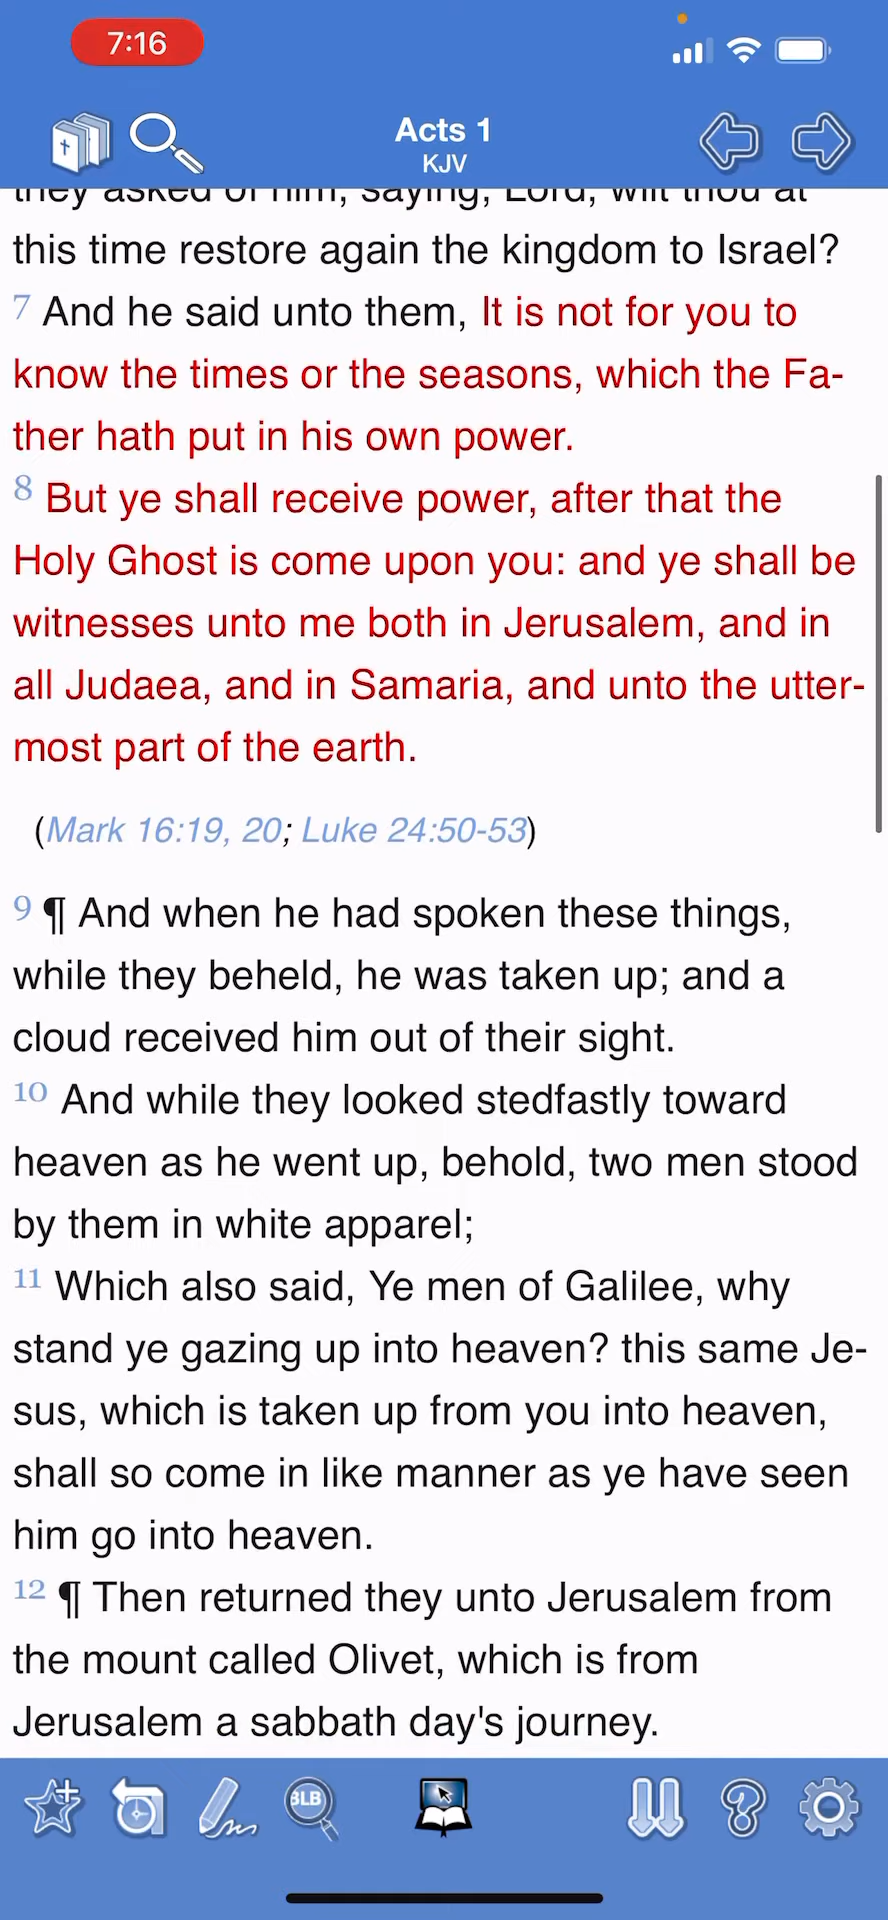 7:16
Acts 1
KJV
they asked of him, saying, Lord, wilt thou at
this time restore again the kingdom to Israel?
7 And he said unto them, It is not for you to
know the times or the seasons, which the Fa-
ther hath put in his own power.
8 But ye shall receive power, after that the
Holy Ghost is come upon you: and ye shall be
witnesses unto me both in Jerusalem, and in
all Judaea, and in Samaria, and unto the utter-
most part of the earth.
(Mark 16:19, 20; Luke 24:50-53)
9 ¶ And when he had spoken these things,
while they beheld, he was taken up; and a
cloud received him out of their sight.
10 And while they looked stedfastly toward
heaven as he went up, behold, two men stood
by them in white apparel;
11 Which also said, Ye men of Galilee, why
stand ye gazing up into heaven? this same Je-
sus, which is taken up from you into heaven,
shall so come in like manner as ye have seen
him go into heaven.
12 ¶ Then returned they unto Jerusalem from
the mount called Olivet, which is from
Jerusalem a sabbath day's journey.
BLB